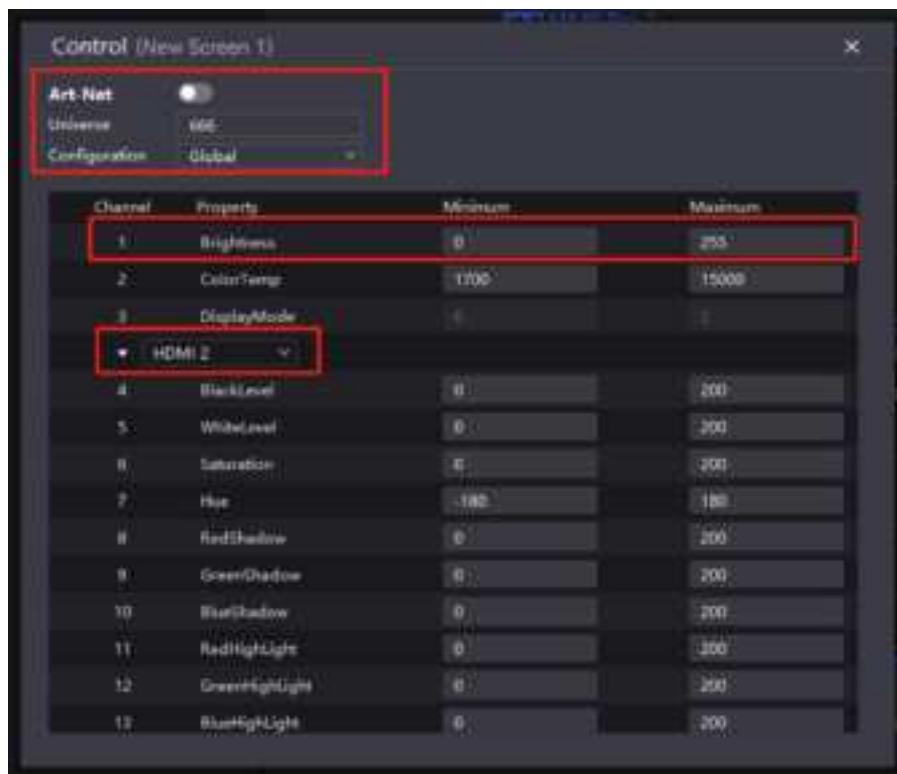 Control (New Screen 1)
Art-Net
Universe 666
Configuration Global
Channel Property Minimum Maximum
1 Brightness 0 255
2 ColorTemp 1700 15000
3 DisplayMode
HDMI 2
4 BlackLevel 0 200
5 WhiteLevel 0 200
6 Saturation 0 200
7 Hue -180 180
8 RedShadow 0 200
9 GreenShadow 0 200
10 BlueShadow 0 200
11 RedHighLight 0 200
12 GreenHighLight 0 200
13 BlueHighLight 0 200